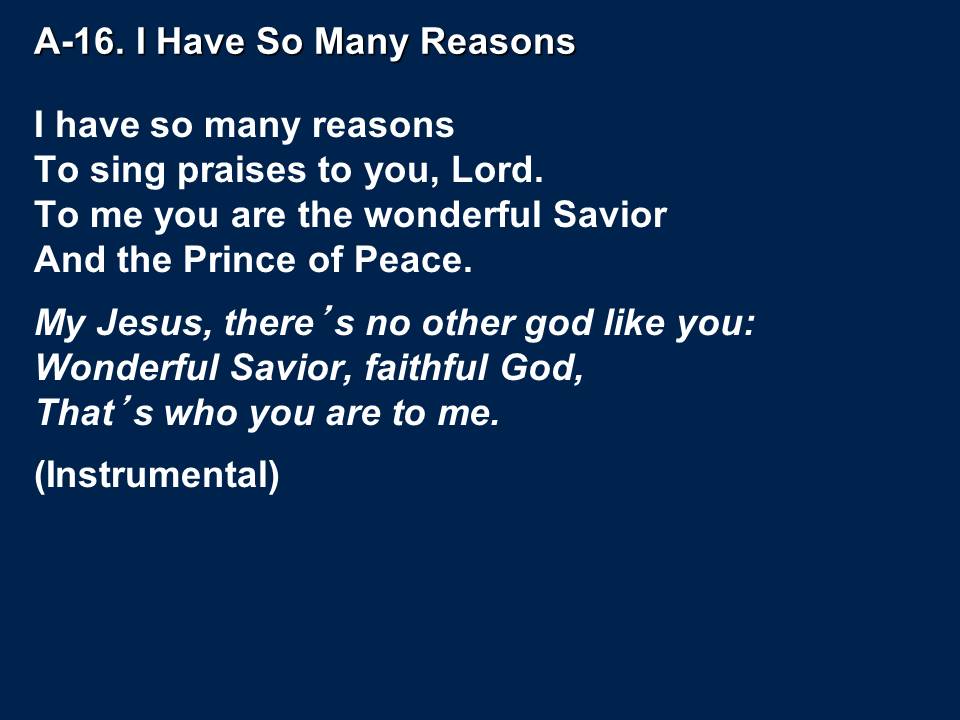 A-16. I Have So Many Reasons
I have so many reasons
To sing praises to you, Lord.
To me you are the wonderful Savior
And the Prince of Peace.
My Jesus, there´s no other god like you:
Wonderful Savior, faithful God,
That´s who you are to me.
(Instrumental)